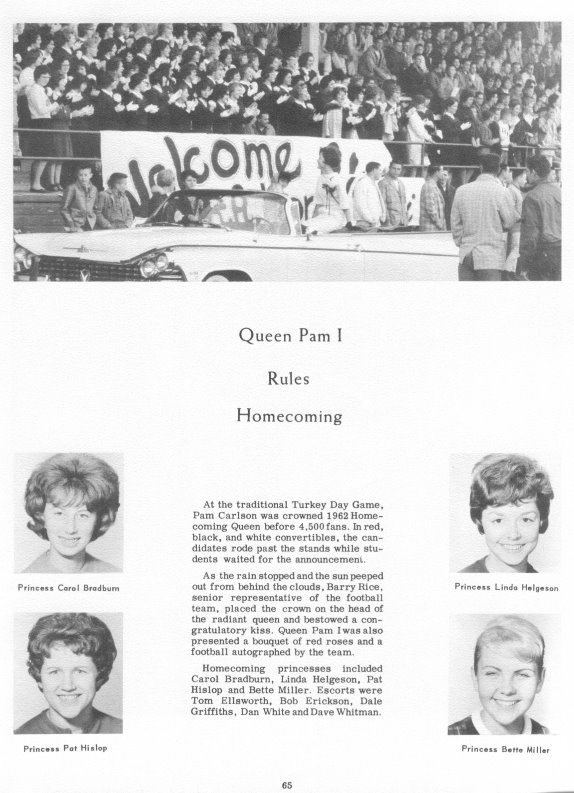 Welcome
Queen Pam I
Rules
Homecoming
At the traditional Turkey Day Game,
Pam Carlson was crowned 1962 Home-
coming Queen before 4,500 fans. In red,
black, and white convertibles, the can-
didates rode past the stands while stu-
dents waited for the announcement.
As the rain stopped and the sun peeped
out from behind the clouds, Barry Rice,
senior representative of the football
team, placed the crown on the head of
the radiant queen and bestowed a con-
gratulatory kiss. Queen Pam I was also
presented a bouquet of red roses and a
football autographed by the team.
Homecoming princesses included
Carol Bradburn, Linda Helgeson, Pat
Hislop and Bette Miller. Escorts were
Tom Ellsworth, Bob Erickson, Dale
Griffiths, Dan White and Dave Whitman.
Princess Carol Bradburn
Princess Pat Hislop
Princess Linda Helgeson
Princess Bette Miller
65